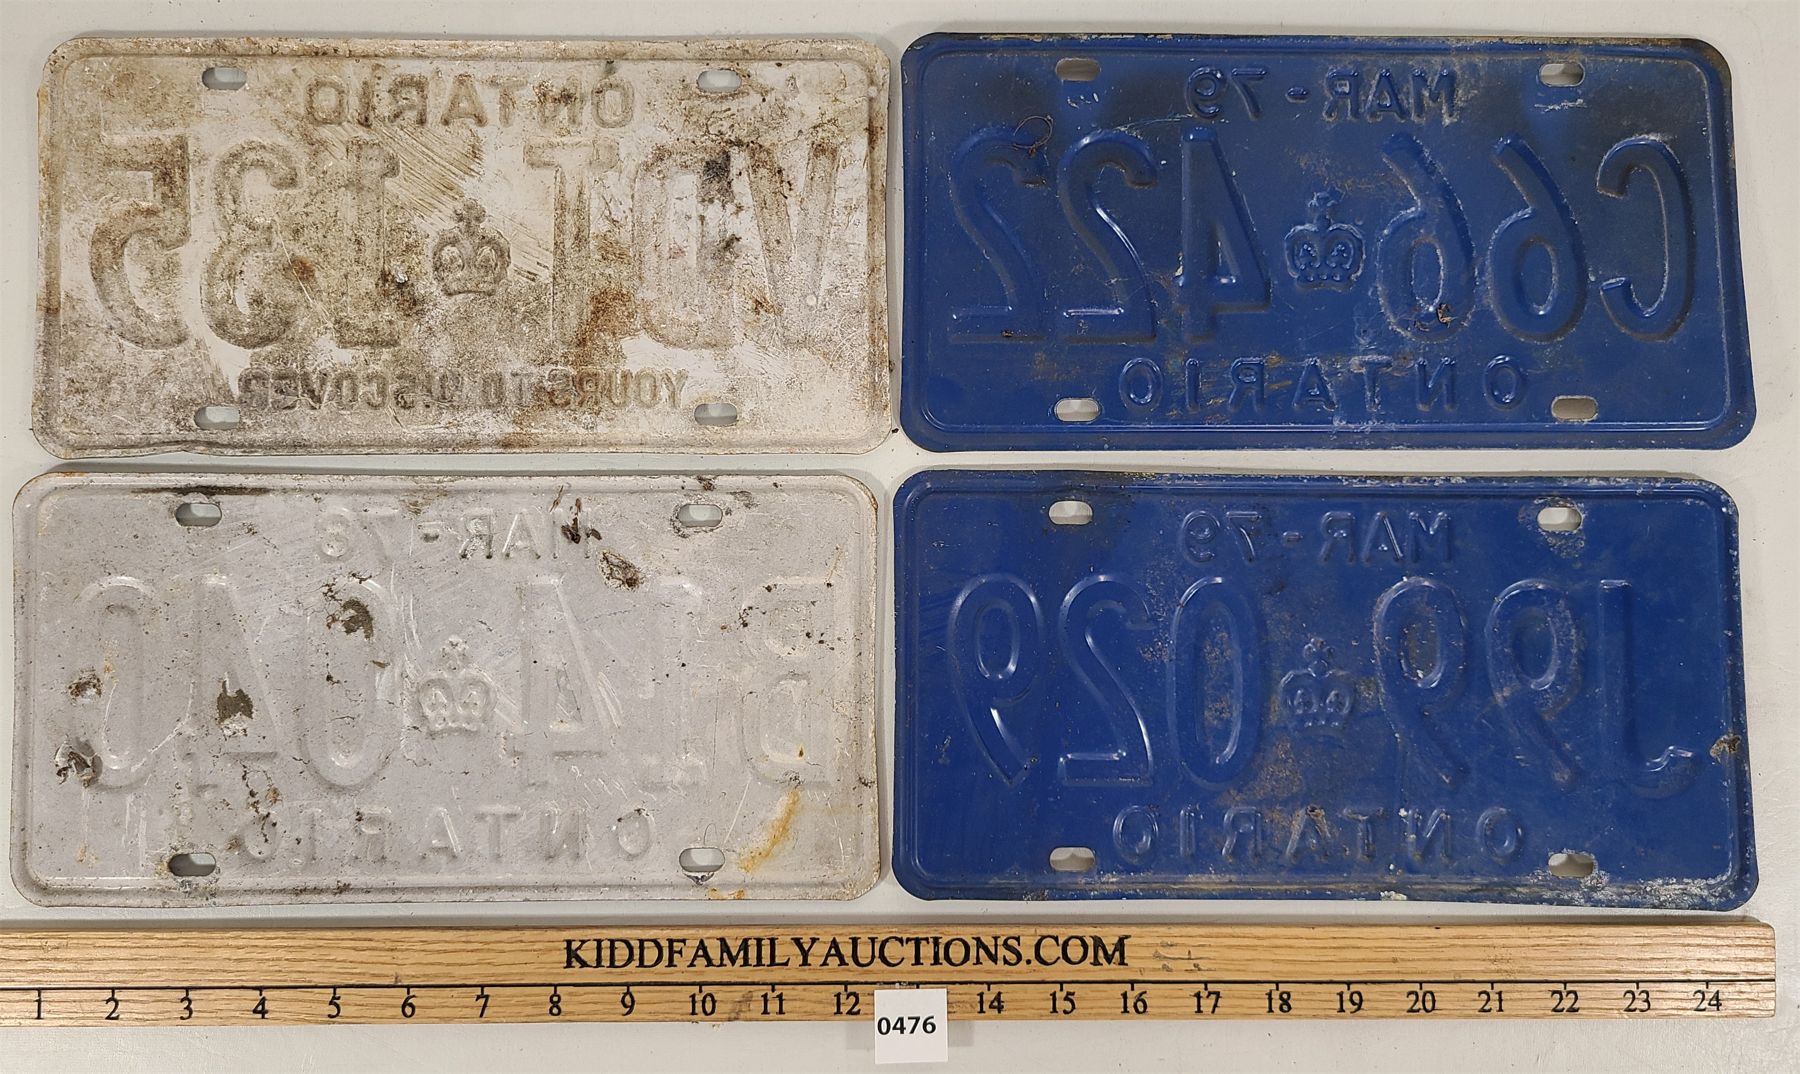 ONTARIO
VDT 135
YOURS TO DISCOVER
MAR - 79
C66 422
ONTARIO
MAR - 78
ONTARIO
MAR - 79
J99 029
ONTARIO
KIDDFAMILYAUCTIONS.COM
1 2 3 4 5 6 7 8 9 10 11 12 14 15 16 17 18 19 20 21 22 23 24
0476